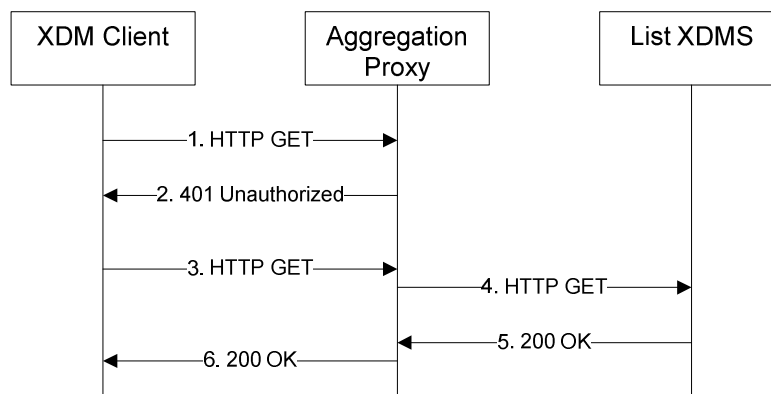 XDM Client
Aggregation
Proxy
List XDMS
1. HTTP GET
2. 401 Unauthorized
3. HTTP GET
4. HTTP GET
5. 200 OK
6. 200 OK